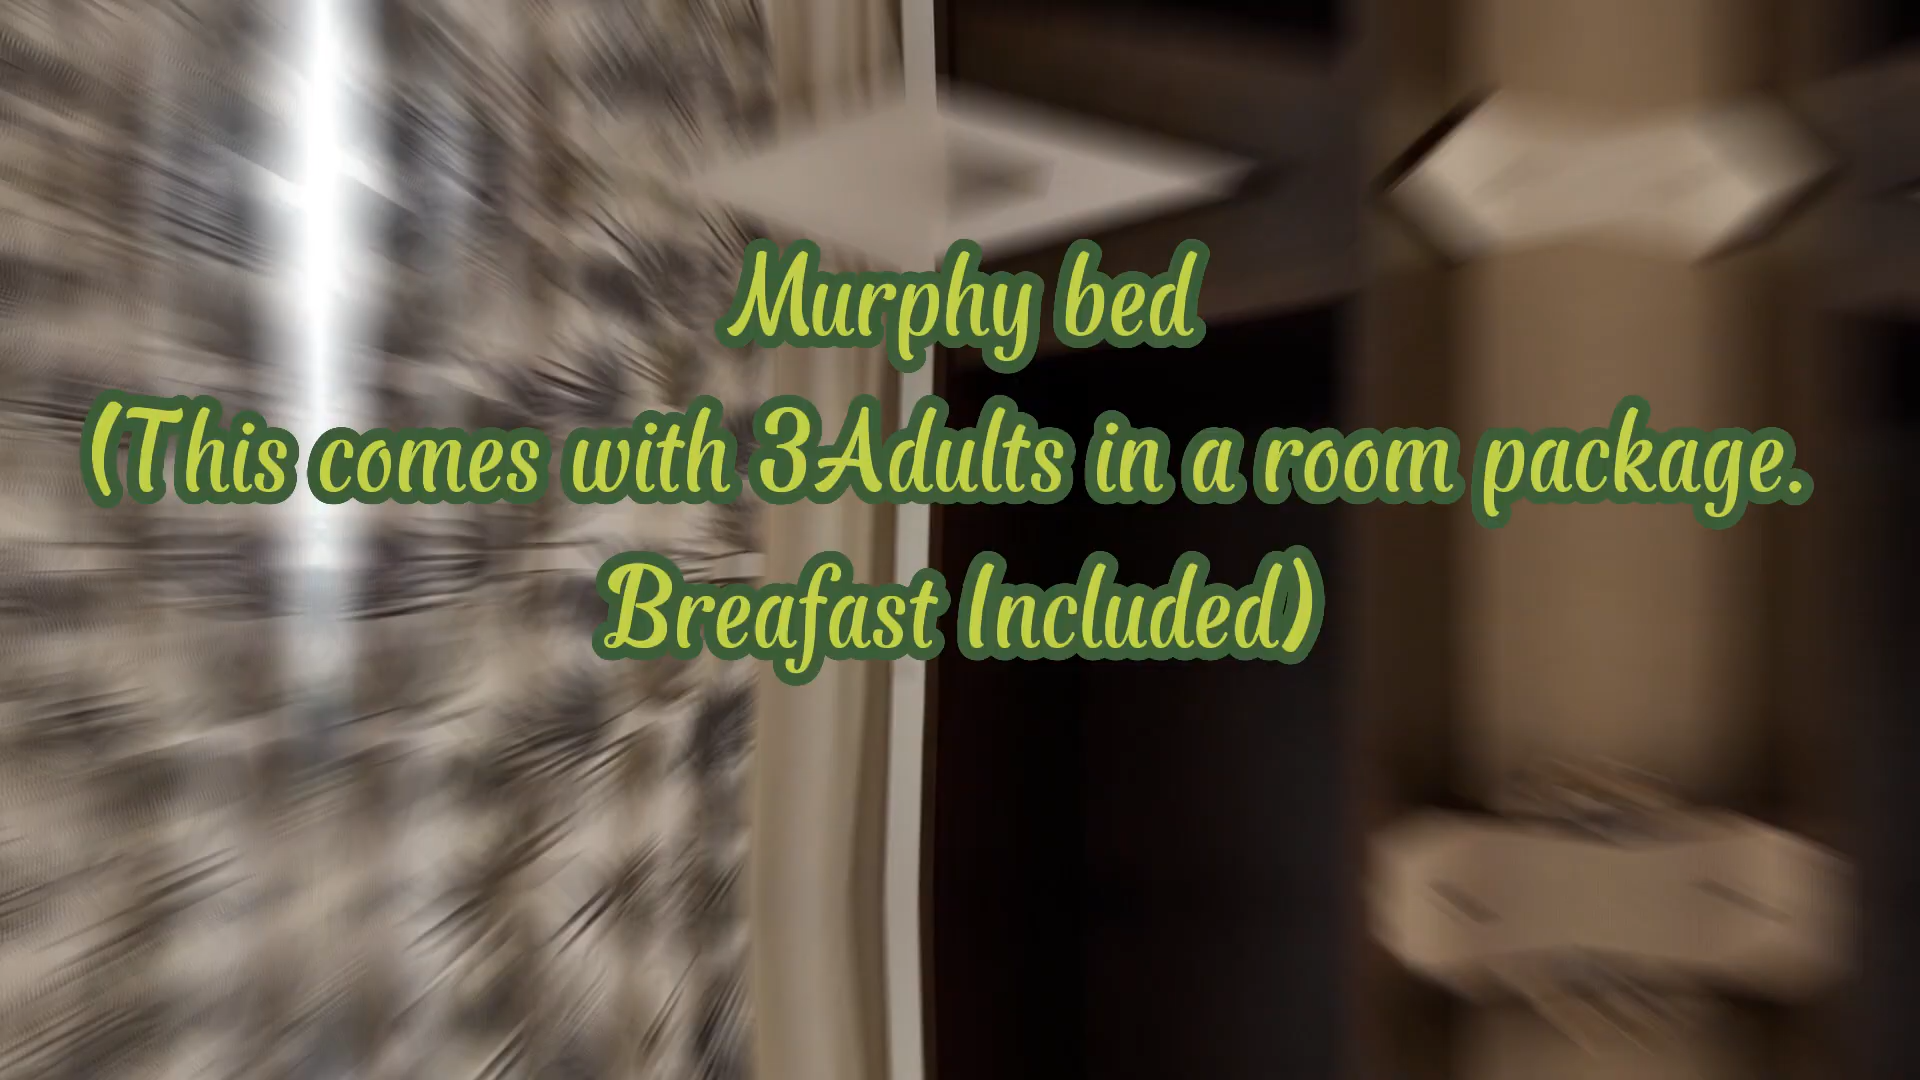 Murphy bed
(This comes with 3Adults in a room package.
Breafast Included)